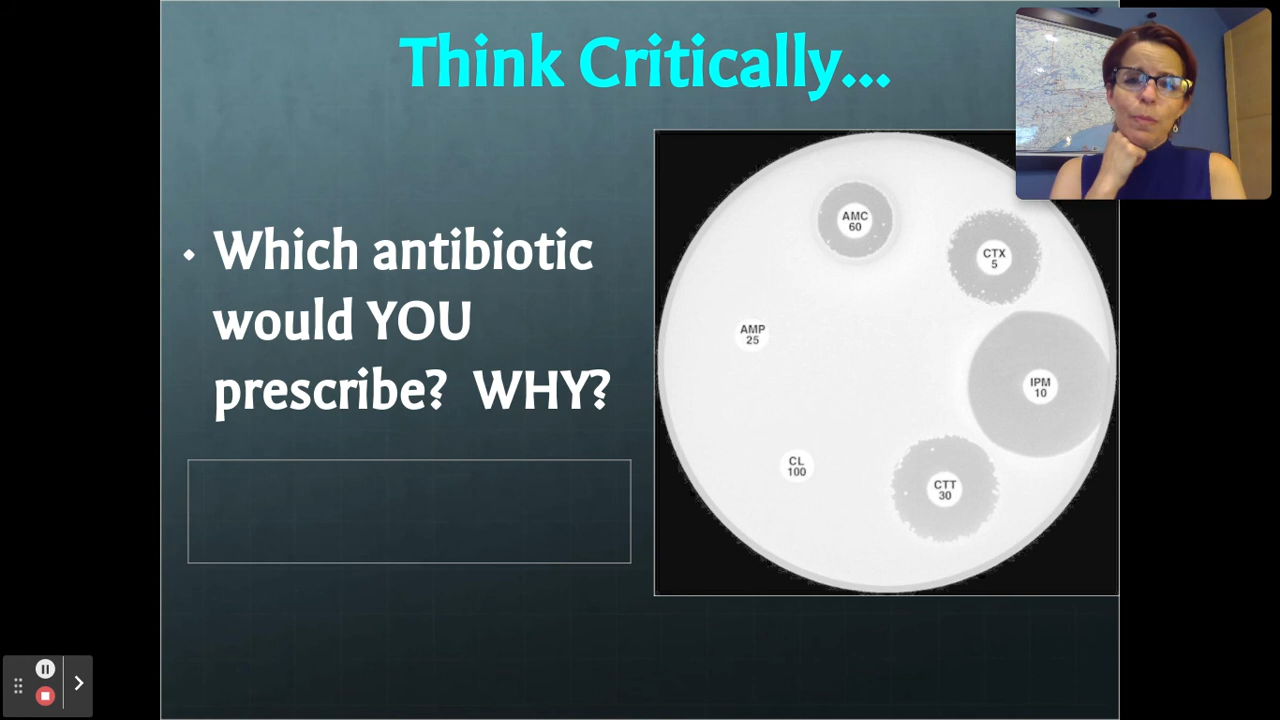 Think Critically...
Which antibiotic
would YOU
prescribe? WHY?
AMC
60
CTX
5
AMP
25
IPM
10
CL
100
CTT
30